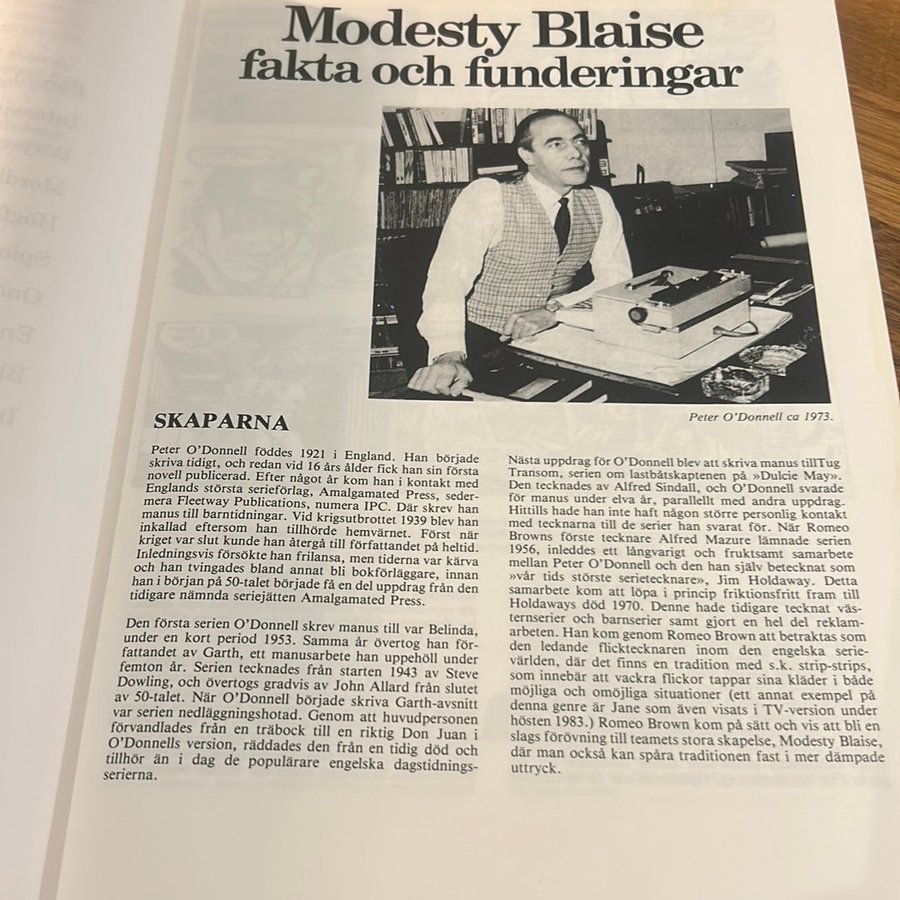 Modesty Blaise
fakta och funderingar
Peter O'Donnell ca 1973.
SKAPARNA
Peter O'Donnell föddes 1921 i England. Han började
skriva tidigt, och redan vid 16 års ålder fick han sin första
novell publicerad. Efter något år kom han i kontakt med
Englands största serieförlag, Amalgamated Press, seder-
mera Fleetway Publications, numera IPC. Där skrev han
manus till barntidningar. Vid krigsutbrottet 1939 blev han
inkallad eftersom han tillhörde hemvärnet. Först när
kriget var slut kunde han återgå till författandet på heltid.
Inledningsvis försökte han frilansa, men tiderna var kärva
och han tvingades bland annat bli bokförläggare, innan
han i början på 50-talet började få en del uppdrag från den
tidigare nämnda seriejätten Amalgamated Press.
Den första serien O'Donnell skrev manus till var Belinda,
under en kort period 1953. Samma år övertog han för-
fattandet av Garth, ett manusarbete han uppehöll under
femton år. Serien tecknades från starten 1943 av Steve
Dowling, och övertogs gradvis av John Allard från slutet
av 50-talet. När O'Donnell började skriva Garth-avsnitt
var serien nedläggningshotad. Genom att huvudpersonen
förvandlades från en träbock till en riktig Don Juan i
O'Donnells version, räddades den från en tidig död och
tillhör än i dag de populärare engelska dagstidnings-
serierna.
Nästa uppdrag för O'Donnell blev att skriva manus tillTug
Transom, serien om lastbåtskaptenen på »Dulcie May».
Den tecknades av Alfred Sindall, och O'Donnell svarade
för manus under elva år, parallellt med andra uppdrag.
Hittills hade han inte haft någon större personlig kontakt
med tecknarna till de serier han svarat för. När Romeo
Browns förste tecknare Alfred Mazure lämnade serien
1956, inleddes ett långvarigt och fruktsamt samarbete
mellan Peter O'Donnell och den han själv betecknat som
»vår tids störste serietecknare», Jim Holdaway. Detta
samarbete kom att löpa i princip friktionsfritt fram till
Holdaways död 1970. Denne hade tidigare tecknat väs-
ternserier och barnserier samt gjort en hel del reklam-
arbeten. Han kom genom Romeo Brown att betraktas som
den ledande flicktecknaren inom den engelska serie-
världen, där det finns en tradition med s.k. strip-strips,
som innebär att vackra flickor tappar sina kläder i både
möjliga och omöjliga situationer (ett annat exempel på
denna genre är Jane som även visats i TV-version under
hösten 1983.) Romeo Brown kom på sätt och vis att bli en
slags förövning till teamets stora skapelse, Modesty Blaise,
där man också kan spåra traditionen fast i mer dämpade
uttryck.